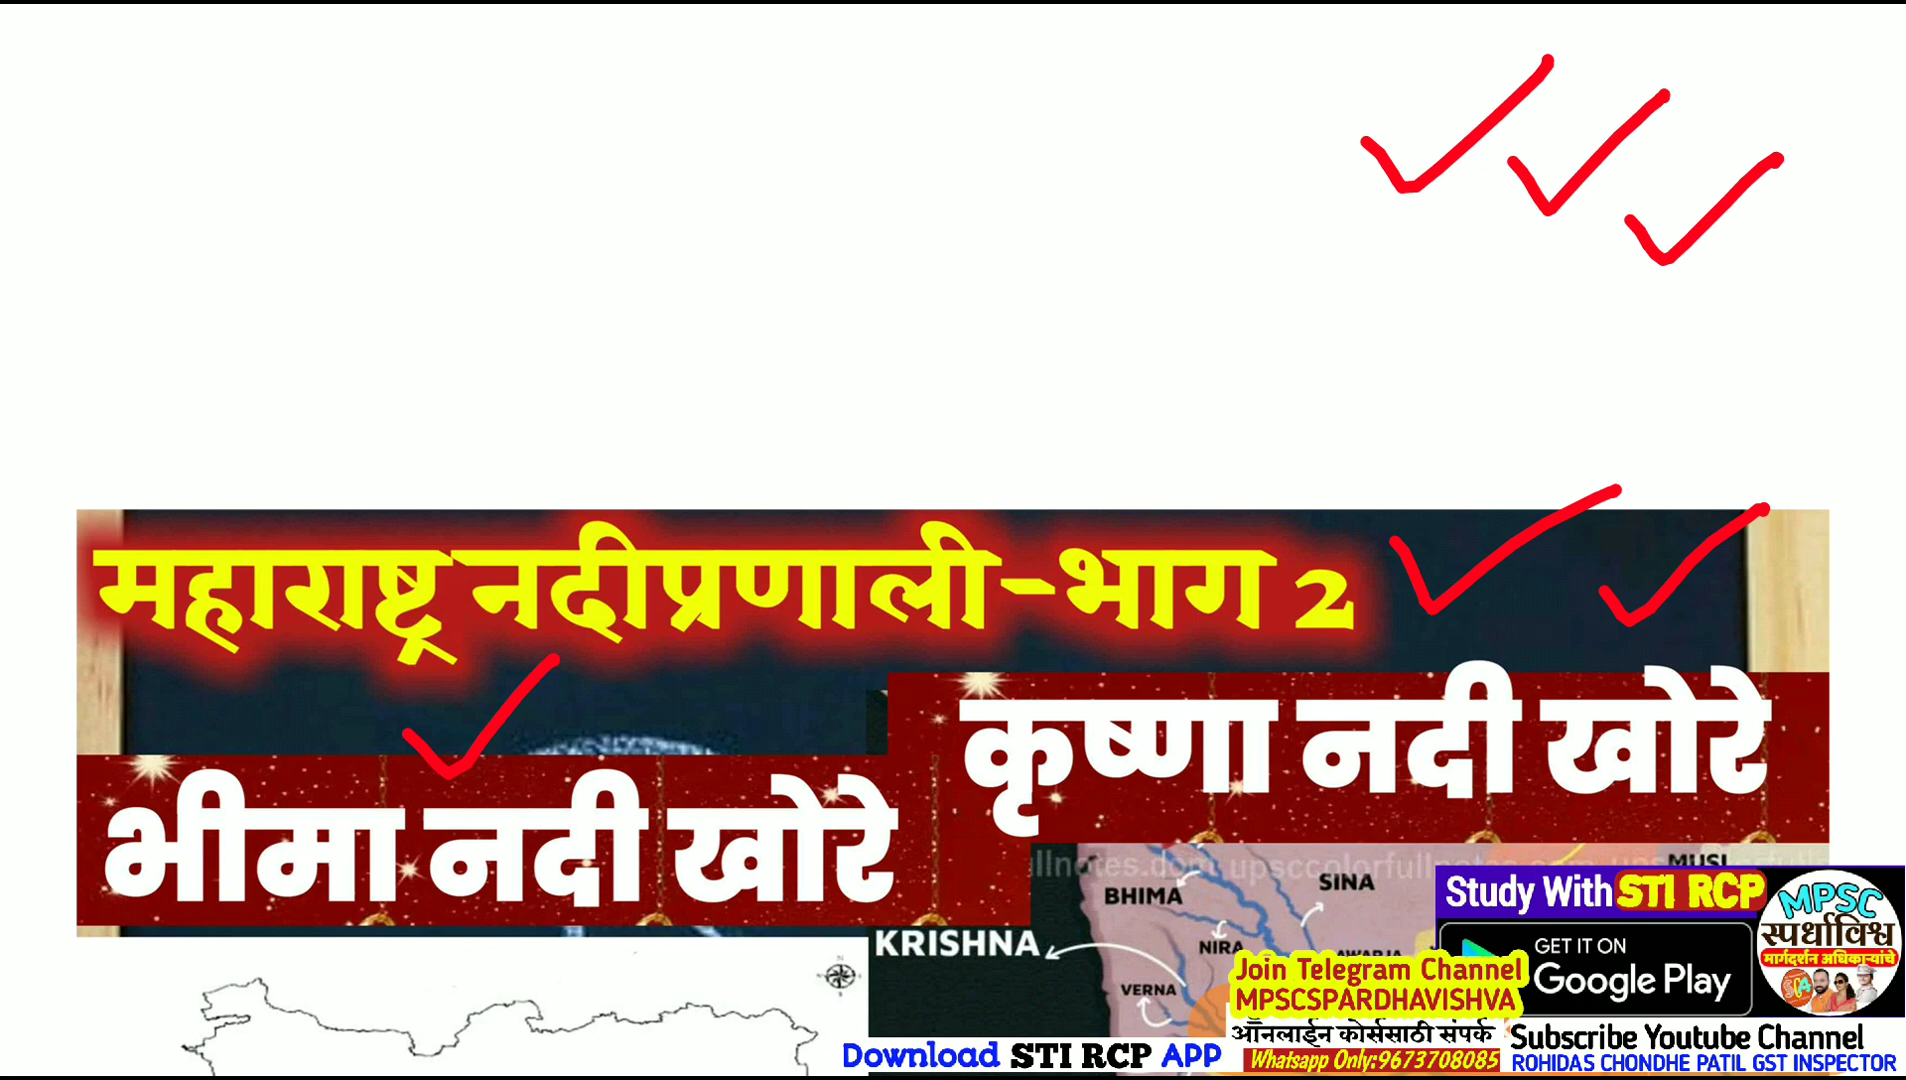 महाराष्ट्र नदीप्रणाली-भाग 2
कृष्णा नदी खोरे
भीमा नदी खोरे
upsccolorfullnotes.com
MUSI
BHIMA
SINA
KRISHNA
NIRA
VERNA
N
Study With STI RCP
GET IT ON
Google Play
MPSC
स्पर्धाविश्व
मार्गदर्शन अधिकाऱ्यांचे
Join Telegram Channel
MPSCSPARDHAVISHVA
ऑनलाईन कोर्ससाठी संपर्क
Whatsapp Only:9673708085
Download STI RCP APP
Subscribe Youtube Channel
ROHIDAS CHONDHE PATIL GST INSPECTOR